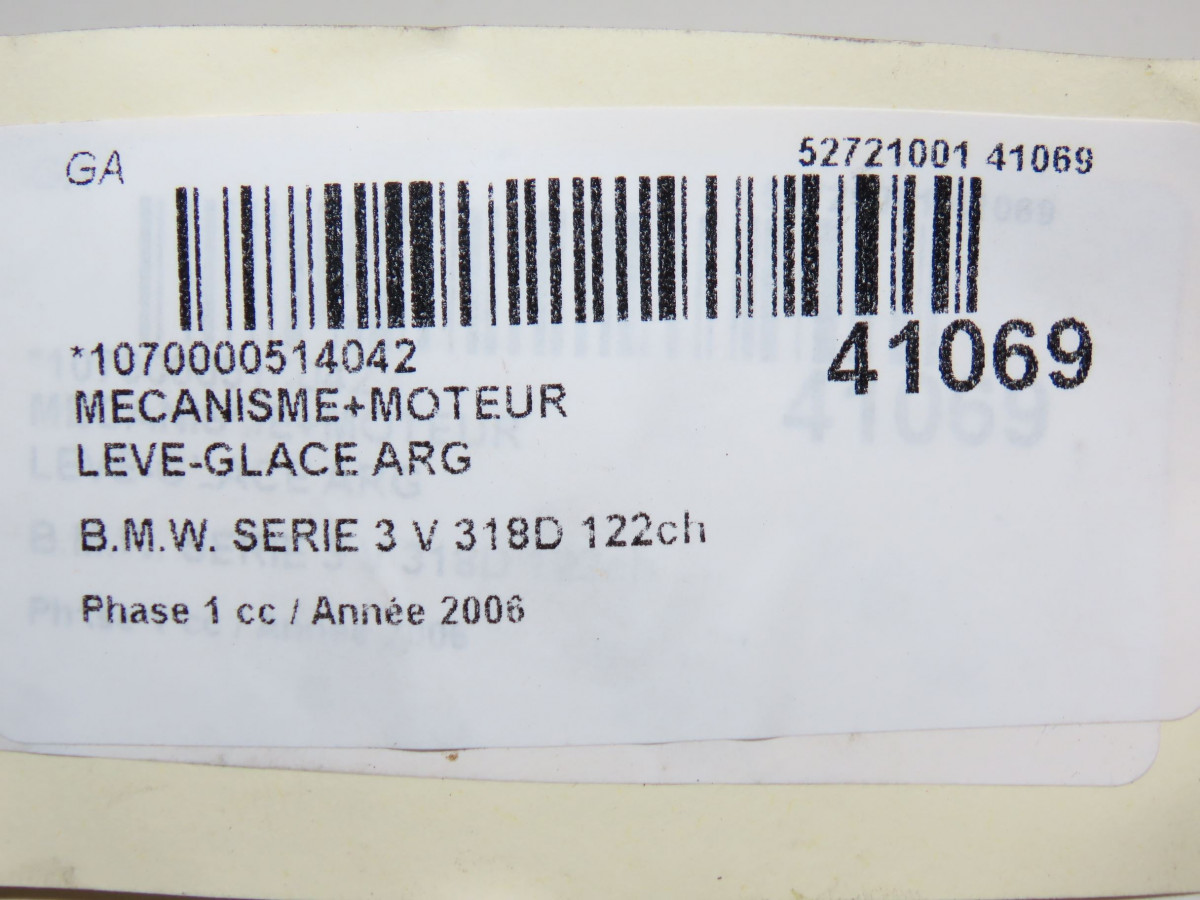 GA
52721001 41069
*1070000514042
41069
MECANISME+MOTEUR
LEVE-GLACE ARG
B.M.W. SERIE 3 V 318D 122ch
Phase 1 cc / Année 2006